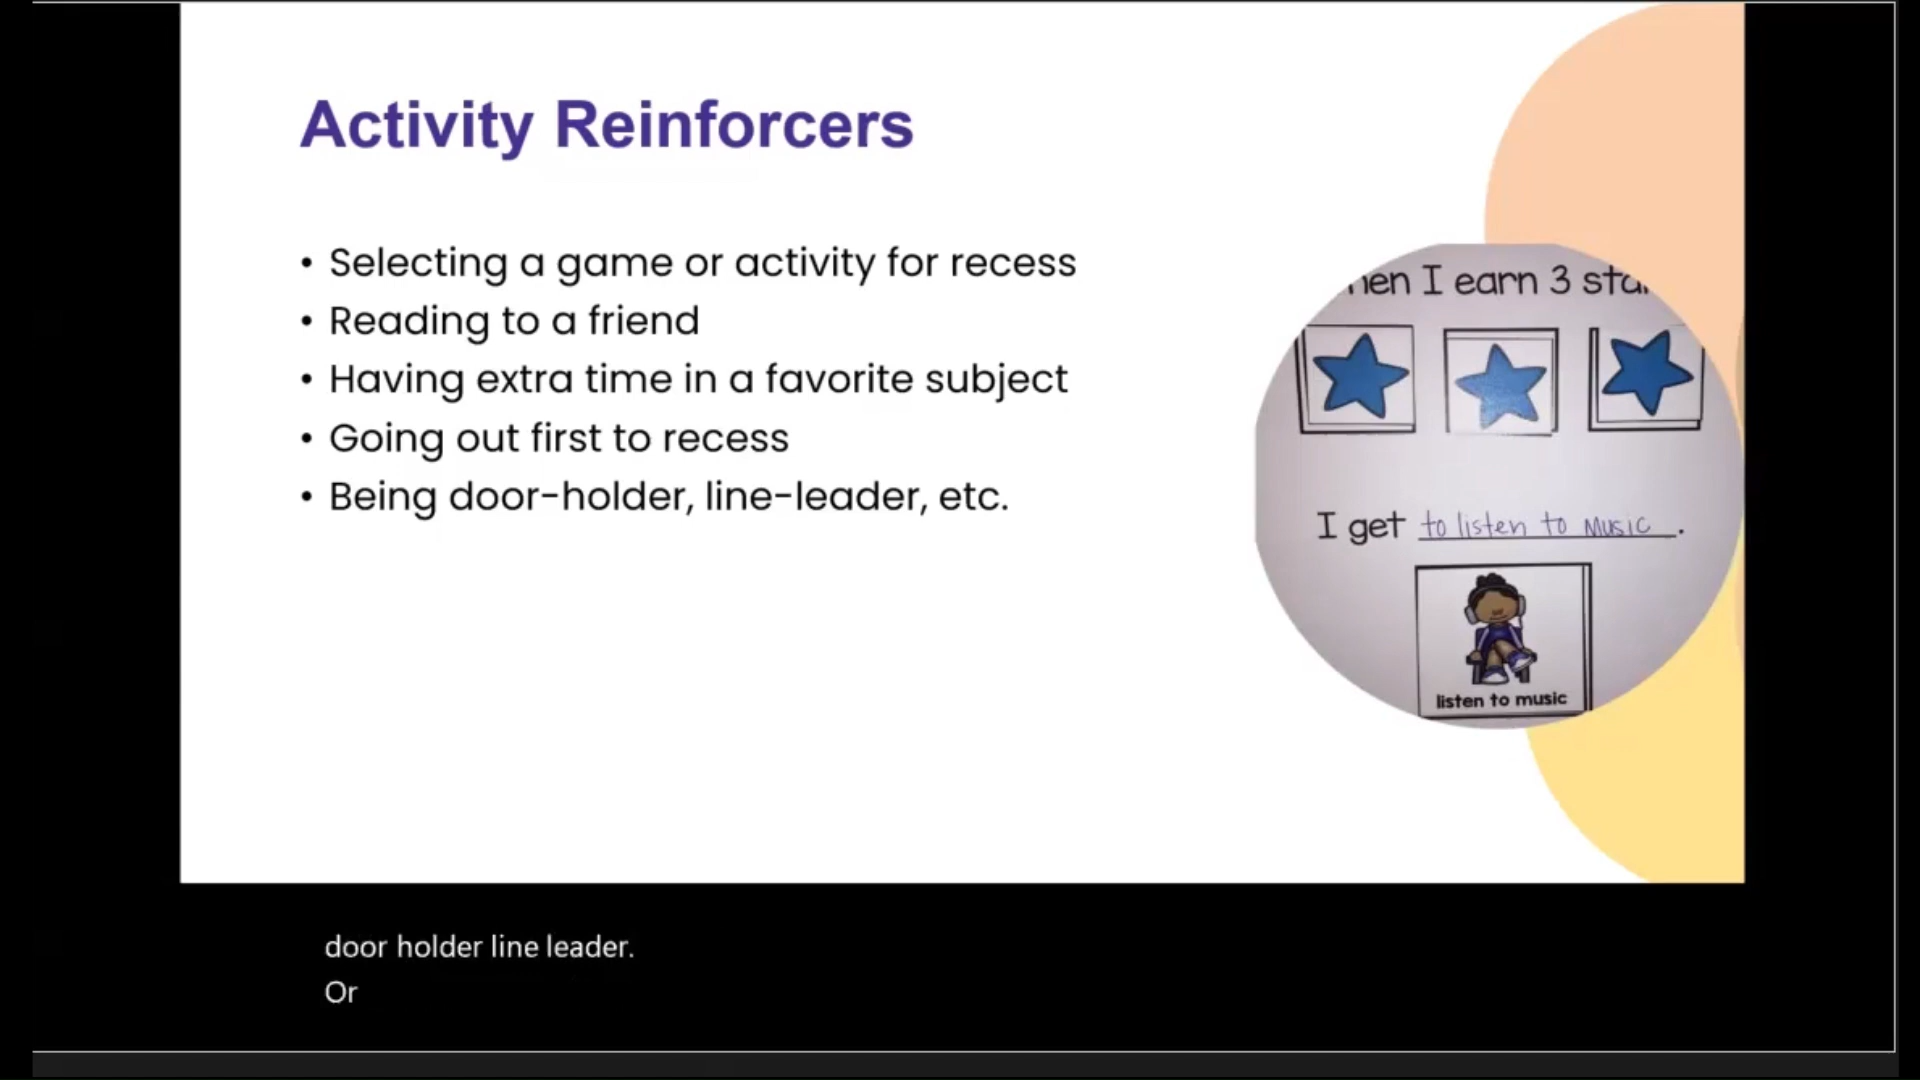 Activity Reinforcers
• Selecting a game or activity for recess
• Reading to a friend
• Having extra time in a favorite subject
• Going out first to recess
• Being door-holder, line-leader, etc.
I earn 3
I get to listen to music.
listen to music
door holder line leader.
Or